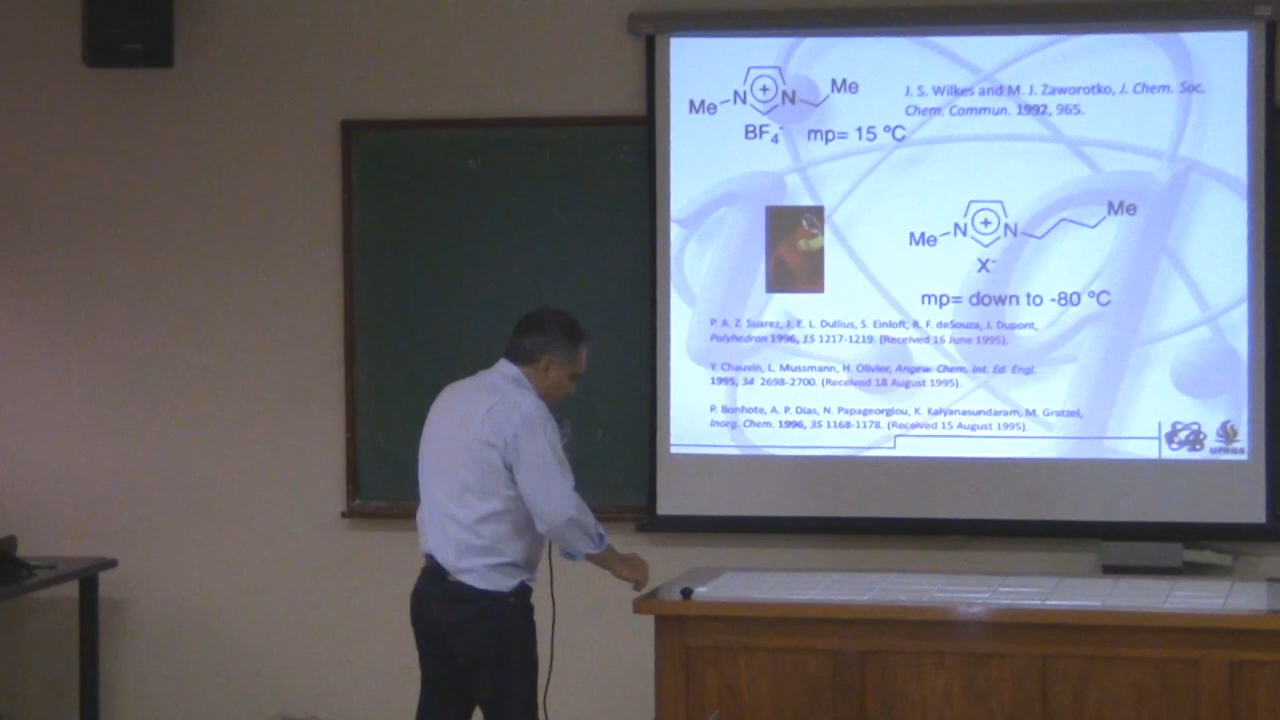 Me N + N Me
BF4- mp= 15 ºC
J. S. Wilkes and M. J. Zaworotko, J. Chem. Soc.
Chem. Commun. 1992, 965.
Me N + N Me
X-
mp= down to -80 ºC
P. A. Z. Suarez, J. E. L. Dullius, S. Einloft, R. F. deSouza, J. Dupont,
Polyhedron 1996, 15 1217-1219. (Received 16 June 1995).
Y. Chauvin, L. Mussmann, H. Olivier, Angew. Chem. Int. Ed. Engl.
1995, 34 2698-2700. (Received 18 August 1995).
P. Bonhote, A. P. Dias, N. Papageorgiou, K. Kalyanasundaram, M. Gratzel,
Inorg. Chem. 1996, 35 1168-1178. (Received 15 August 1995).
UFRGS